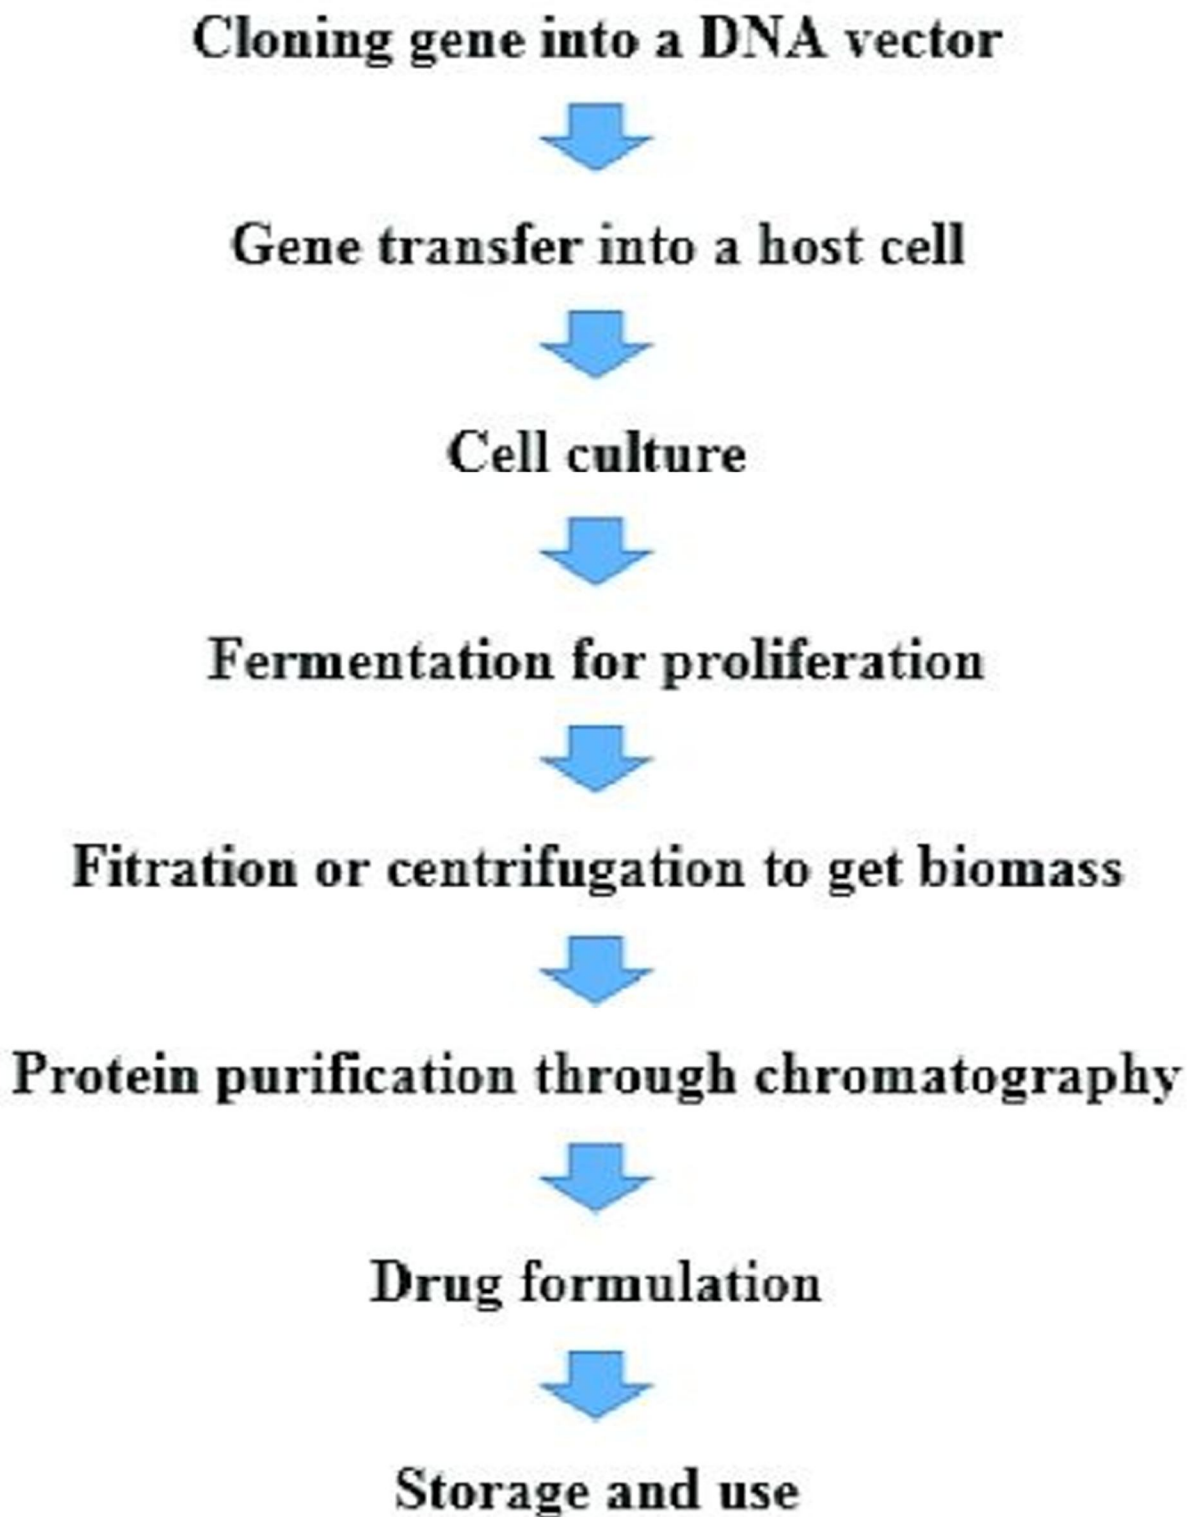 Cloning gene into a DNA vector
Gene transfer into a host cell
Cell culture
Fermentation for proliferation
Fitration or centrifugation to get biomass
Protein purification through chromatography
Drug formulation
Storage and use